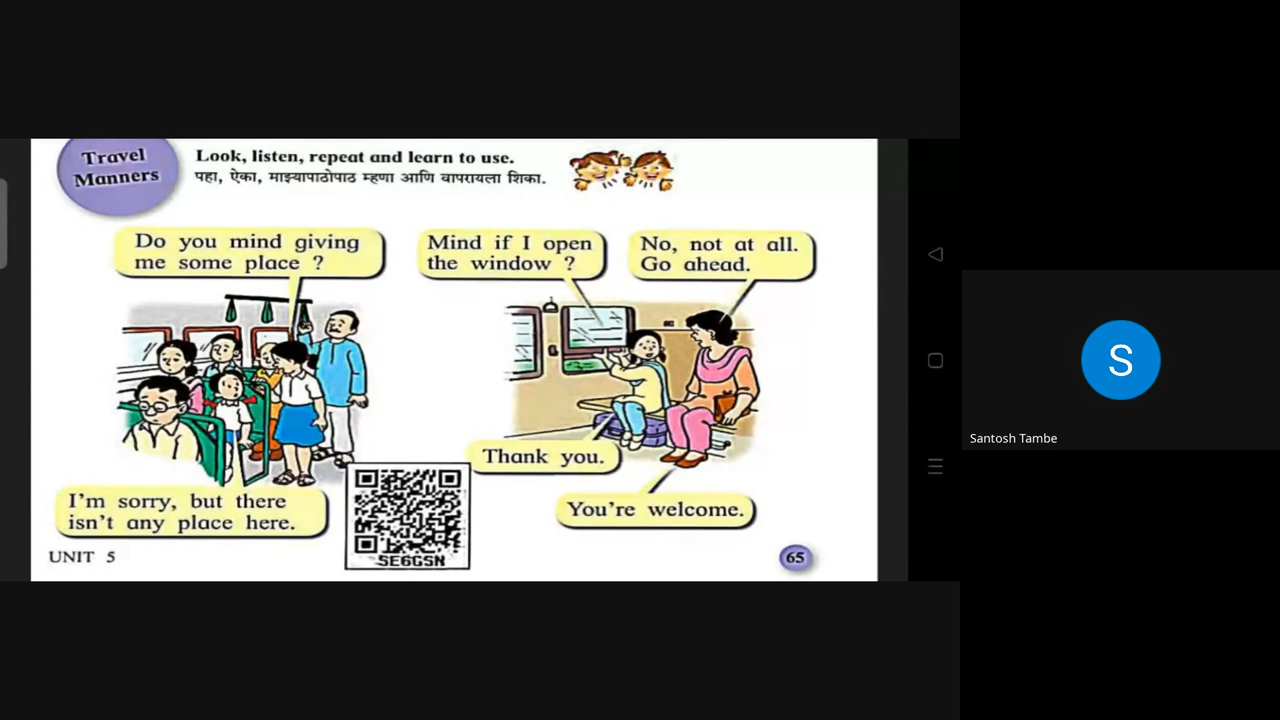 Travel
Manners
Look, listen, repeat and learn to use.
पहा, ऐका, माझ्यापाठोपाठ म्हणा आणि वापरायला शिका.
Do you mind giving
me some place ?
Mind if I open
the window ?
No, not at all.
Go ahead.
Thank you.
I'm sorry, but there
isn't any place here.
You're welcome.
SE6GSN
UNIT 5
65
S
Santosh Tambe